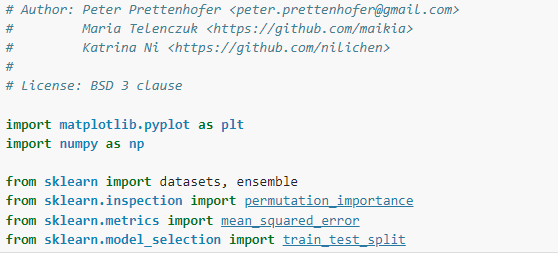 # Author: Peter Prettenhofer <peter.prettenhofer@gmail.com>
#         Maria Telenczuk <https://github.com/maikia>
#         Katrina Ni <https://github.com/nilichen>
#
# License: BSD 3 clause

import matplotlib.pyplot as plt
import numpy as np

from sklearn import datasets, ensemble
from sklearn.inspection import permutation_importance
from sklearn.metrics import mean_squared_error
from sklearn.model_selection import train_test_split